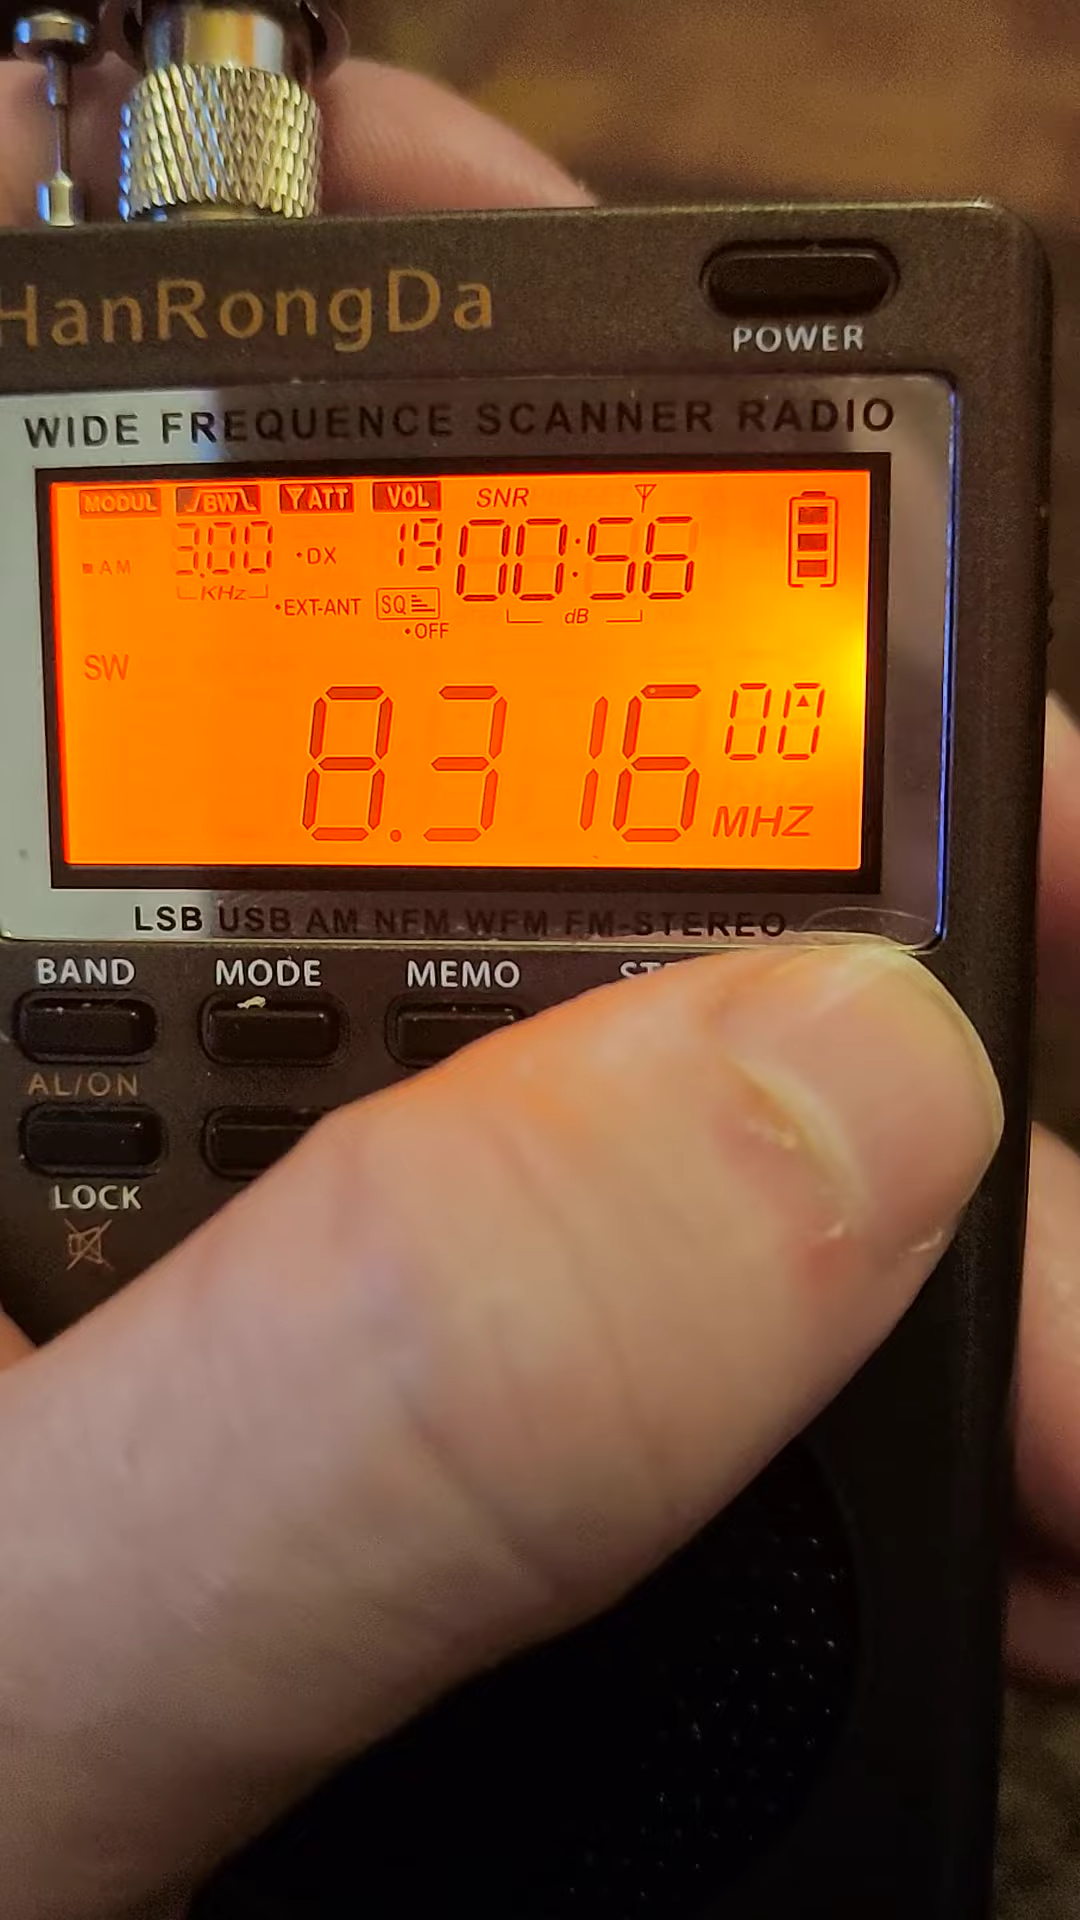 HanRongDa
POWER
WIDE FREQUENCE SCANNER RADIO
MODUL BW ATT VOL SNR
AM 3.00 DX 19 00:56
KHz EXT-ANT SQ dB
OFF
SW
8.316 00
MHZ
LSB USB AM NFM WFM FM-STEREO
BAND MODE MEMO
AL/ON
LOCK